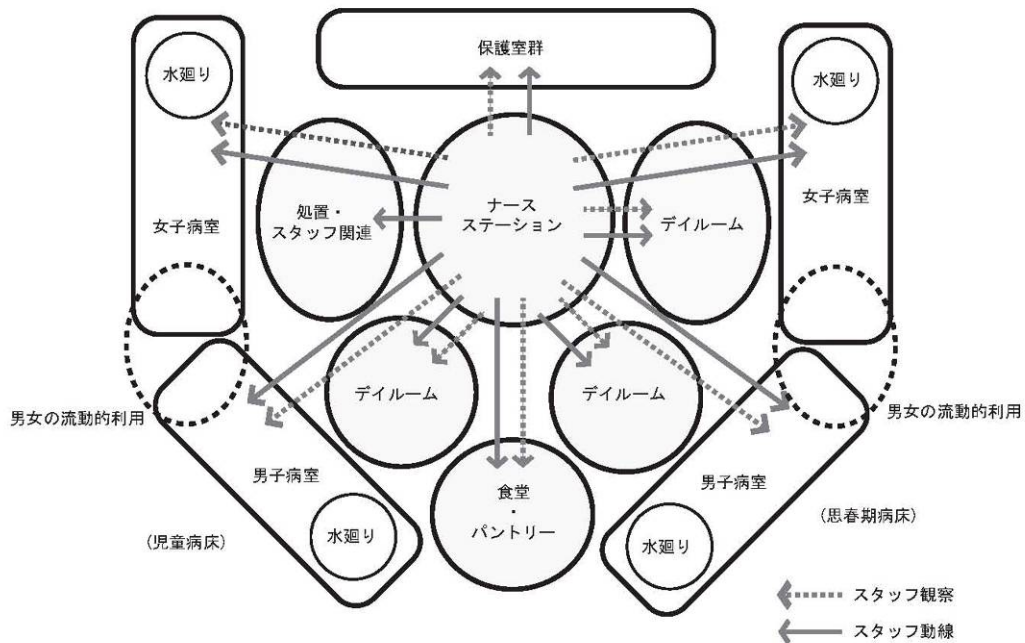 保護室群
水廻り
水廻り
ナース
ステーション
処置・
スタッフ関連
デイルーム
女子病室
女子病室
デイルーム
デイルーム
男女の流動的利用
男女の流動的利用
男子病室
男子病室
食堂
・
パントリー
水廻り
水廻り
(児童病床)
(思春期病床)
スタッフ観察
スタッフ動線